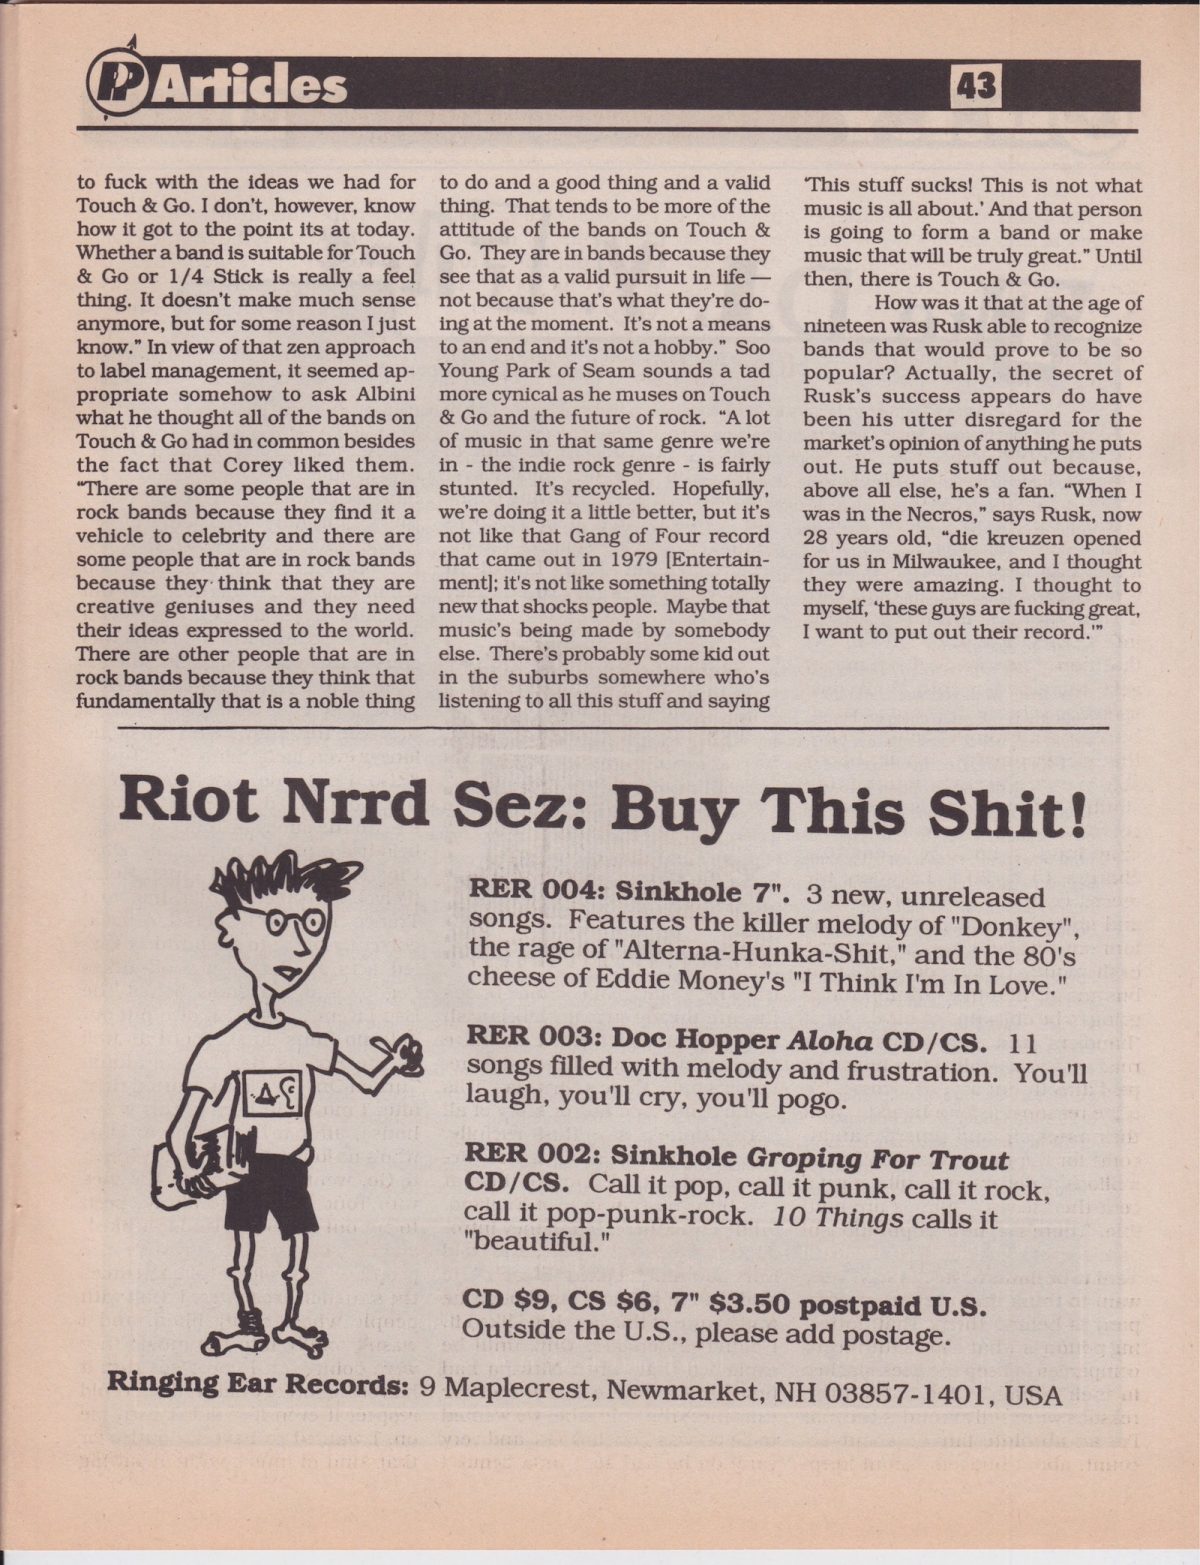 PP Articles
43
to fuck with the ideas we had for
Touch & Go. I don't, however, know
how it got to the point its at today.
Whether a band is suitable for Touch
& Go or 1/4 Stick is really a feel
thing. It doesn't make much sense
anymore, but for some reason I just
know." In view of that zen approach
to label management, it seemed ap-
propriate somehow to ask Albini
what he thought all of the bands on
Touch & Go had in common besides
the fact that Corey liked them.
"There are some people that are in
rock bands because they find it a
vehicle to celebrity and there are
some people that are in rock bands
because they think that they are
creative geniuses and they need
their ideas expressed to the world.
There are other people that are in
rock bands because they think that
fundamentally that is a noble thing
to do and a good thing and a valid
thing. That tends to be more of the
attitude of the bands on Touch &
Go. They are in bands because they
see that as a valid pursuit in life —
not because that's what they're do-
ing at the moment. It's not a means
to an end and it's not a hobby." Soo
Young Park of Seam sounds a tad
more cynical as he muses on Touch
& Go and the future of rock. "A lot
of music in that same genre we're
in - the indie rock genre - is fairly
stunted. It's recycled. Hopefully,
we're doing it a little better, but it's
not like that Gang of Four record
that came out in 1979 [Entertain-
ment]; it's not like something totally
new that shocks people. Maybe that
music's being made by somebody
else. There's probably some kid out
in the suburbs somewhere who's
listening to all this stuff and saying
'This stuff sucks! This is not what
music is all about.' And that person
is going to form a band or make
music that will be truly great." Until
then, there is Touch & Go.
How was it that at the age of
nineteen was Rusk able to recognize
bands that would prove to be so
popular? Actually, the secret of
Rusk's success appears do have
been his utter disregard for the
market's opinion of anything he puts
out. He puts stuff out because,
above all else, he's a fan. "When I
was in the Necros," says Rusk, now
28 years old, "die kreuzen opened
for us in Milwaukee, and I thought
they were amazing. I thought to
myself, 'these guys are fucking great,
I want to put out their record.'"
Riot Nrrd Sez: Buy This Shit!
RER 004: Sinkhole 7". 3 new, unreleased
songs. Features the killer melody of "Donkey",
the rage of "Alterna-Hunka-Shit," and the 80's
cheese of Eddie Money's "I Think I'm In Love."
RER 003: Doc Hopper Aloha CD/CS. 11
songs filled with melody and frustration. You'll
laugh, you'll cry, you'll pogo.
RER 002: Sinkhole Groping For Trout
CD/CS. Call it pop, call it punk, call it rock,
call it pop-punk-rock. 10 Things calls it
"beautiful."
CD $9, CS $6, 7" $3.50 postpaid U.S.
Outside the U.S., please add postage.
Ringing Ear Records: 9 Maplecrest, Newmarket, NH 03857-1401, USA